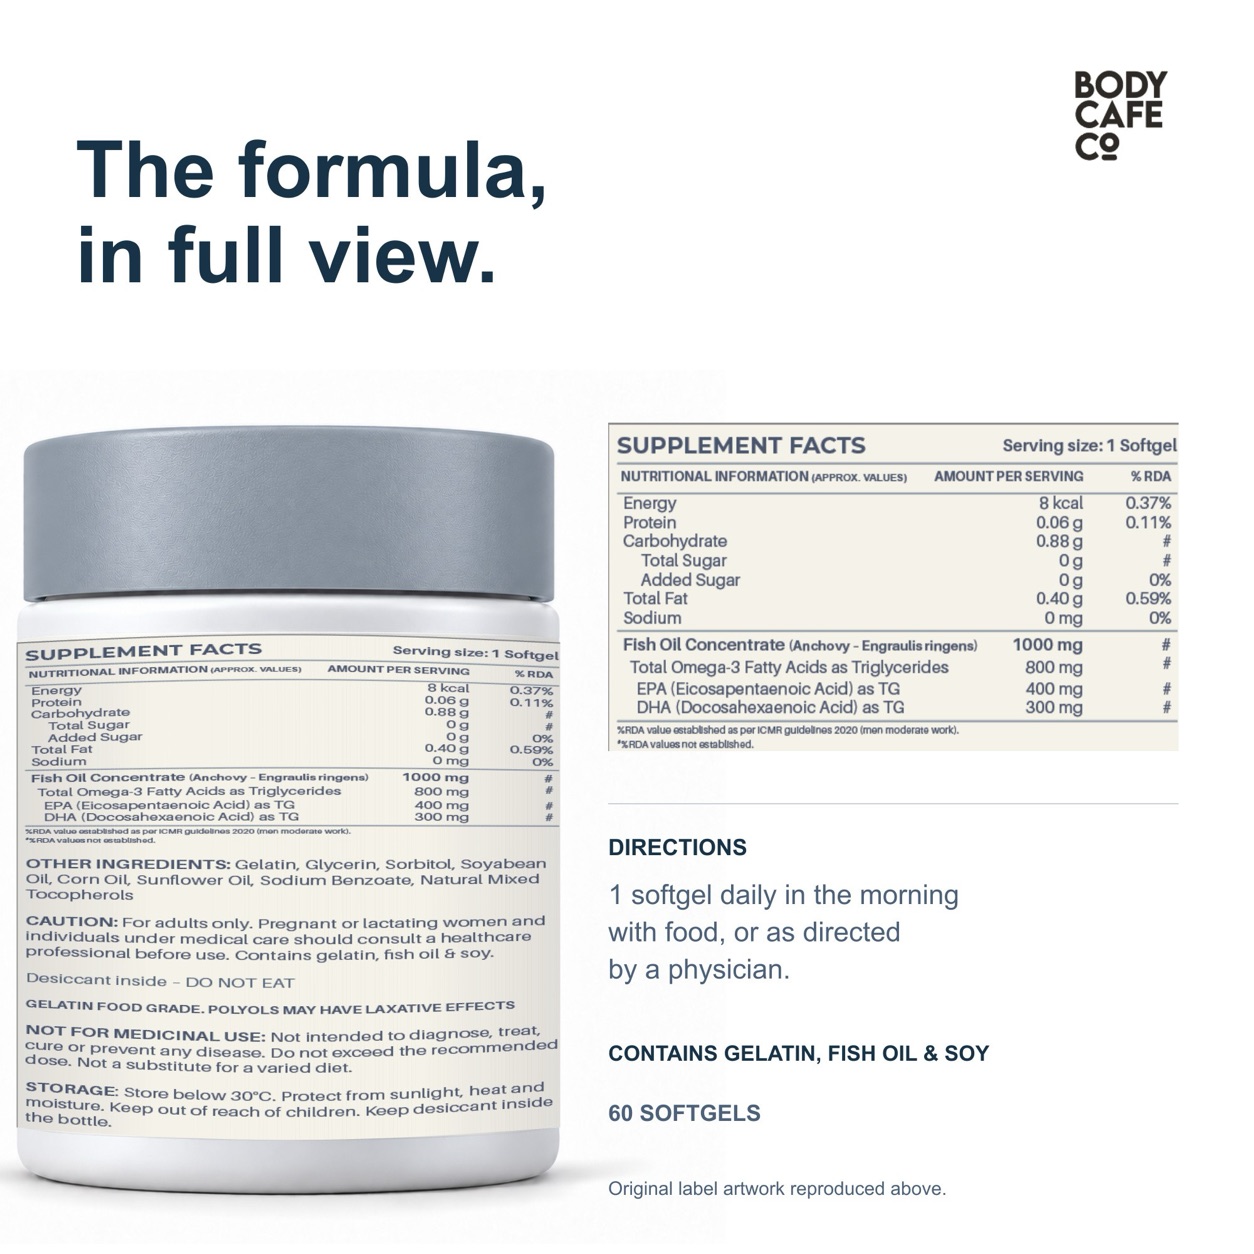 BODY
CAFE
Co
The formula,
in full view.
SUPPLEMENT FACTS Serving size: 1 Softgel
NUTRITIONAL INFORMATION (APPROX. VALUES) AMOUNT PER SERVING % RDA
Energy 8 kcal 0.37%
Protein 0.06 g 0.11%
Carbohydrate 0.88 g #
Total Sugar 0 g #
Added Sugar 0 g 0%
Total Fat 0.40 g 0.59%
Sodium 0 mg 0%
Fish Oil Concentrate (Anchovy - Engraulis ringens) 1000 mg #
Total Omega-3 Fatty Acids as Triglycerides 800 mg #
EPA (Eicosapentaenoic Acid) as TG 400 mg #
DHA (Docosahexaenoic Acid) as TG 300 mg #
%RDA value established as per ICMR guidelines 2020 (men moderate work).
#%RDA values not established.
OTHER INGREDIENTS: Gelatin, Glycerin, Sorbitol, Soyabean
Oil, Corn Oil, Sunflower Oil, Sodium Benzoate, Natural Mixed
Tocopherols
CAUTION: For adults only. Pregnant or lactating women and
individuals under medical care should consult a healthcare
professional before use. Contains gelatin, fish oil & soy.
Desiccant inside – DO NOT EAT
GELATIN FOOD GRADE. POLYOLS MAY HAVE LAXATIVE EFFECTS
NOT FOR MEDICINAL USE: Not intended to diagnose, treat,
cure or prevent any disease. Do not exceed the recommended
dose. Not a substitute for a varied diet.
STORAGE: Store below 30°C. Protect from sunlight, heat and
moisture. Keep out of reach of children. Keep desiccant inside
the bottle.
SUPPLEMENT FACTS Serving size: 1 Softgel
NUTRITIONAL INFORMATION (APPROX. VALUES) AMOUNT PER SERVING % RDA
Energy 8 kcal 0.37%
Protein 0.06 g 0.11%
Carbohydrate 0.88 g #
Total Sugar 0 g #
Added Sugar 0 g 0%
Total Fat 0.40 g 0.59%
Sodium 0 mg 0%
Fish Oil Concentrate (Anchovy - Engraulis ringens) 1000 mg #
Total Omega-3 Fatty Acids as Triglycerides 800 mg #
EPA (Eicosapentaenoic Acid) as TG 400 mg #
DHA (Docosahexaenoic Acid) as TG 300 mg #
%RDA value established as per ICMR guidelines 2020 (men moderate work).
#%RDA values not established.
DIRECTIONS
1 softgel daily in the morning
with food, or as directed
by a physician.
CONTAINS GELATIN, FISH OIL & SOY
60 SOFTGELS
Original label artwork reproduced above.